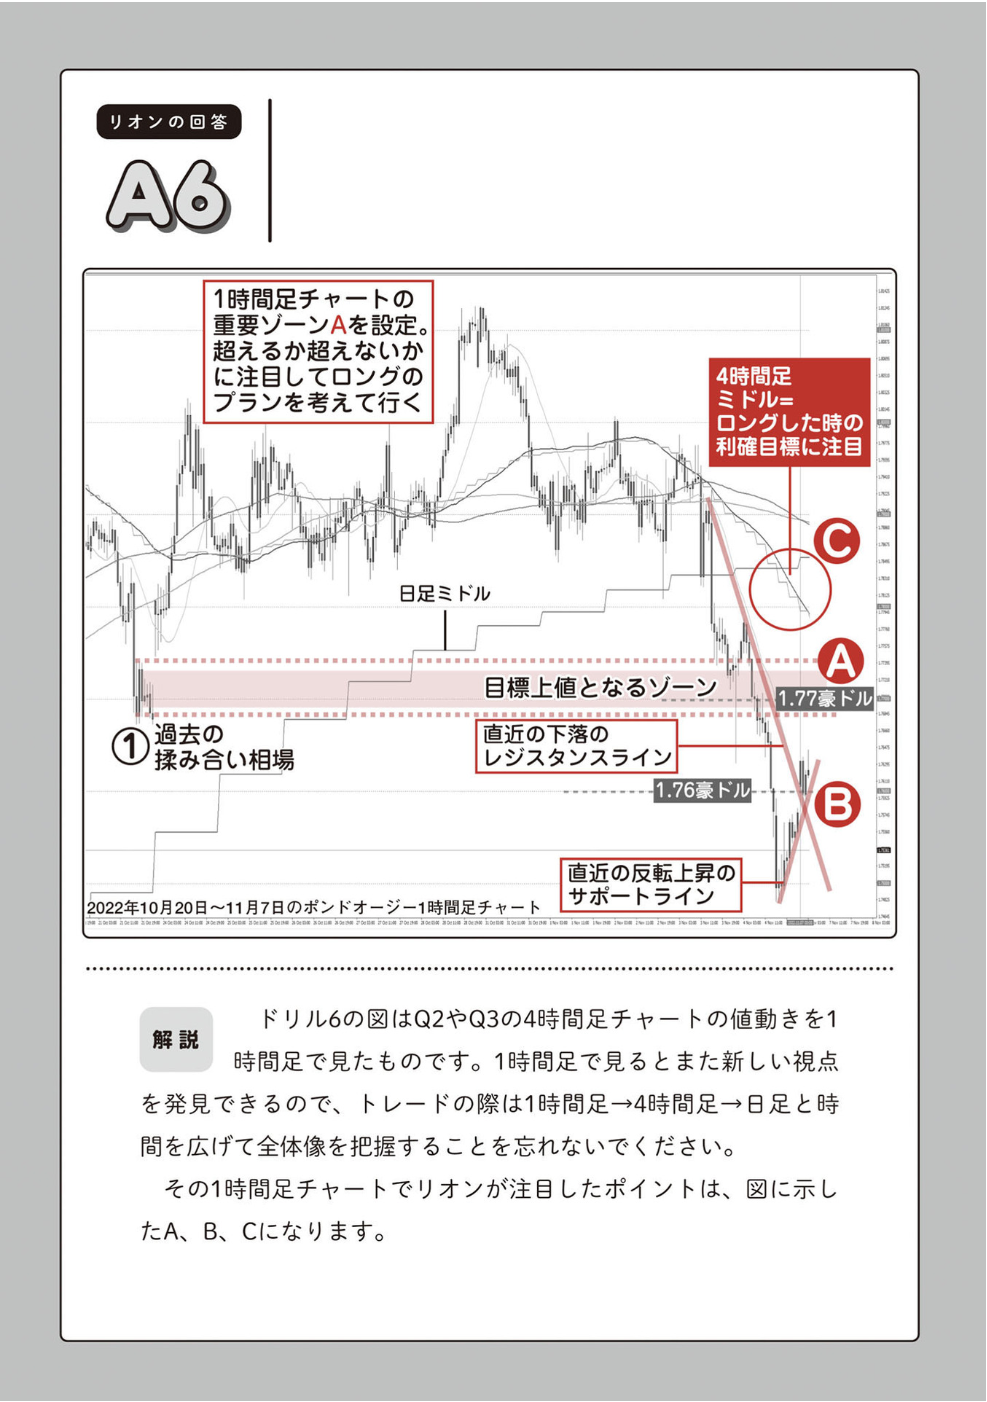 リオンの回答
A6
1時間足チャートの
重要ゾーンAを設定。
超えるか超えないか
に注目してロングの
プランを考えて行く
4時間足
ミドル=
ロングした時の
利確目標に注目
C
日足ミドル
A
目標上値となるゾーン
1.77豪ドル
①過去の
揉み合い相場
直近の下落の
レジスタンスライン
1.76豪ドル
B
直近の反転上昇の
サポートライン
2022年10月20日〜11月7日のポンドオージー1時間足チャート
解説
ドリル6の図はQ2やQ3の4時間足チャートの値動きを1
時間足で見たものです。1時間足で見るとまた新しい視点
を発見できるので、トレードの際は1時間足→4時間足→日足と時
間を広げて全体像を把握することを忘れないでください。
その1時間足チャートでリオンが注目したポイントは、図に示し
たA、B、Cになります。